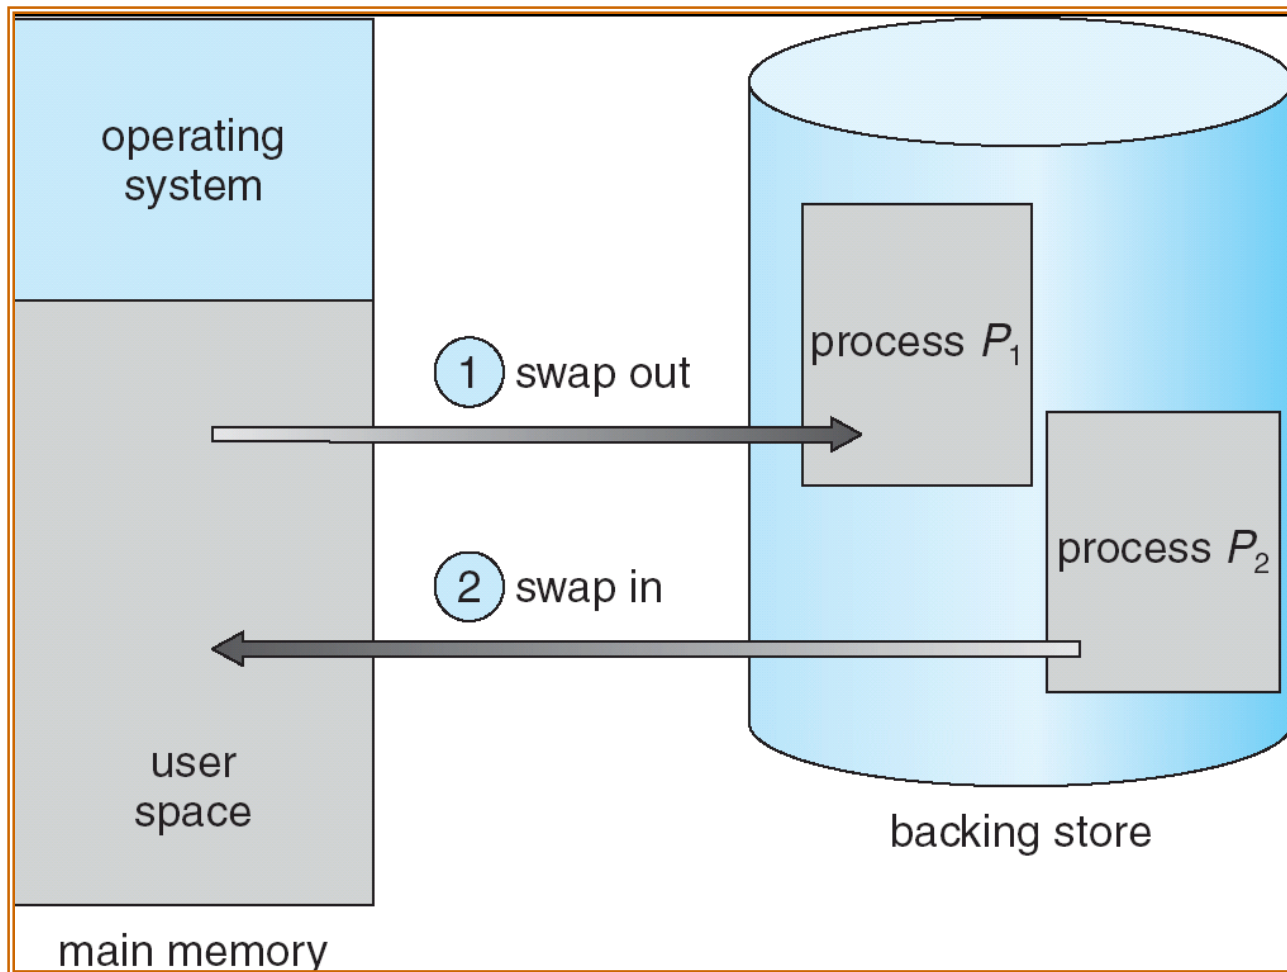 operating
system
process P₁
1 swap out
process P₂
2 swap in
user
space
backing store
main memory